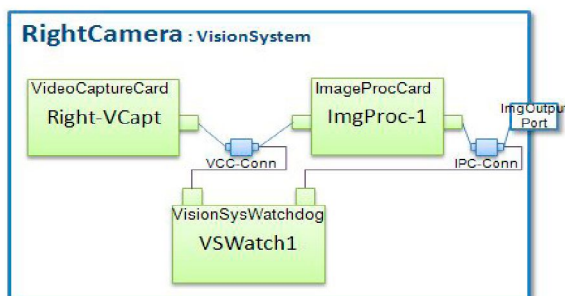 RightCamera : VisionSystem
VideoCaptureCard
Right-VCapt
ImageProcCard
ImgProc-1
ImgOutput
Port
VCC-Conn
IPC-Conn
VisionSysWatchdog
VSWatch1